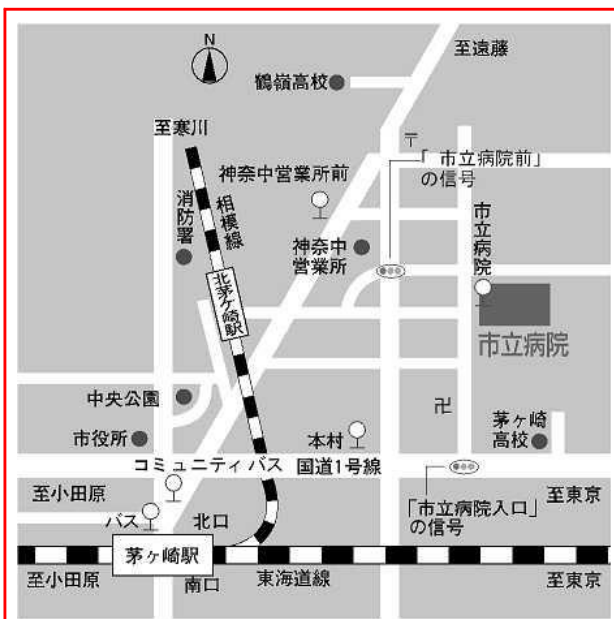 N
至遠藤
鶴嶺高校
至寒川
〒
「市立病院前」
の信号
神奈中営業所前
消防署
相模線
市立病院
神奈中
営業所
北茅ヶ崎駅
市立病院
中央公園
卍
茅ヶ崎
高校
市役所
本村
コミュニティバス
国道1号線
至小田原
至東京
バス
北口
「市立病院入口」
の信号
茅ヶ崎駅
至小田原
南口
東海道線
至東京